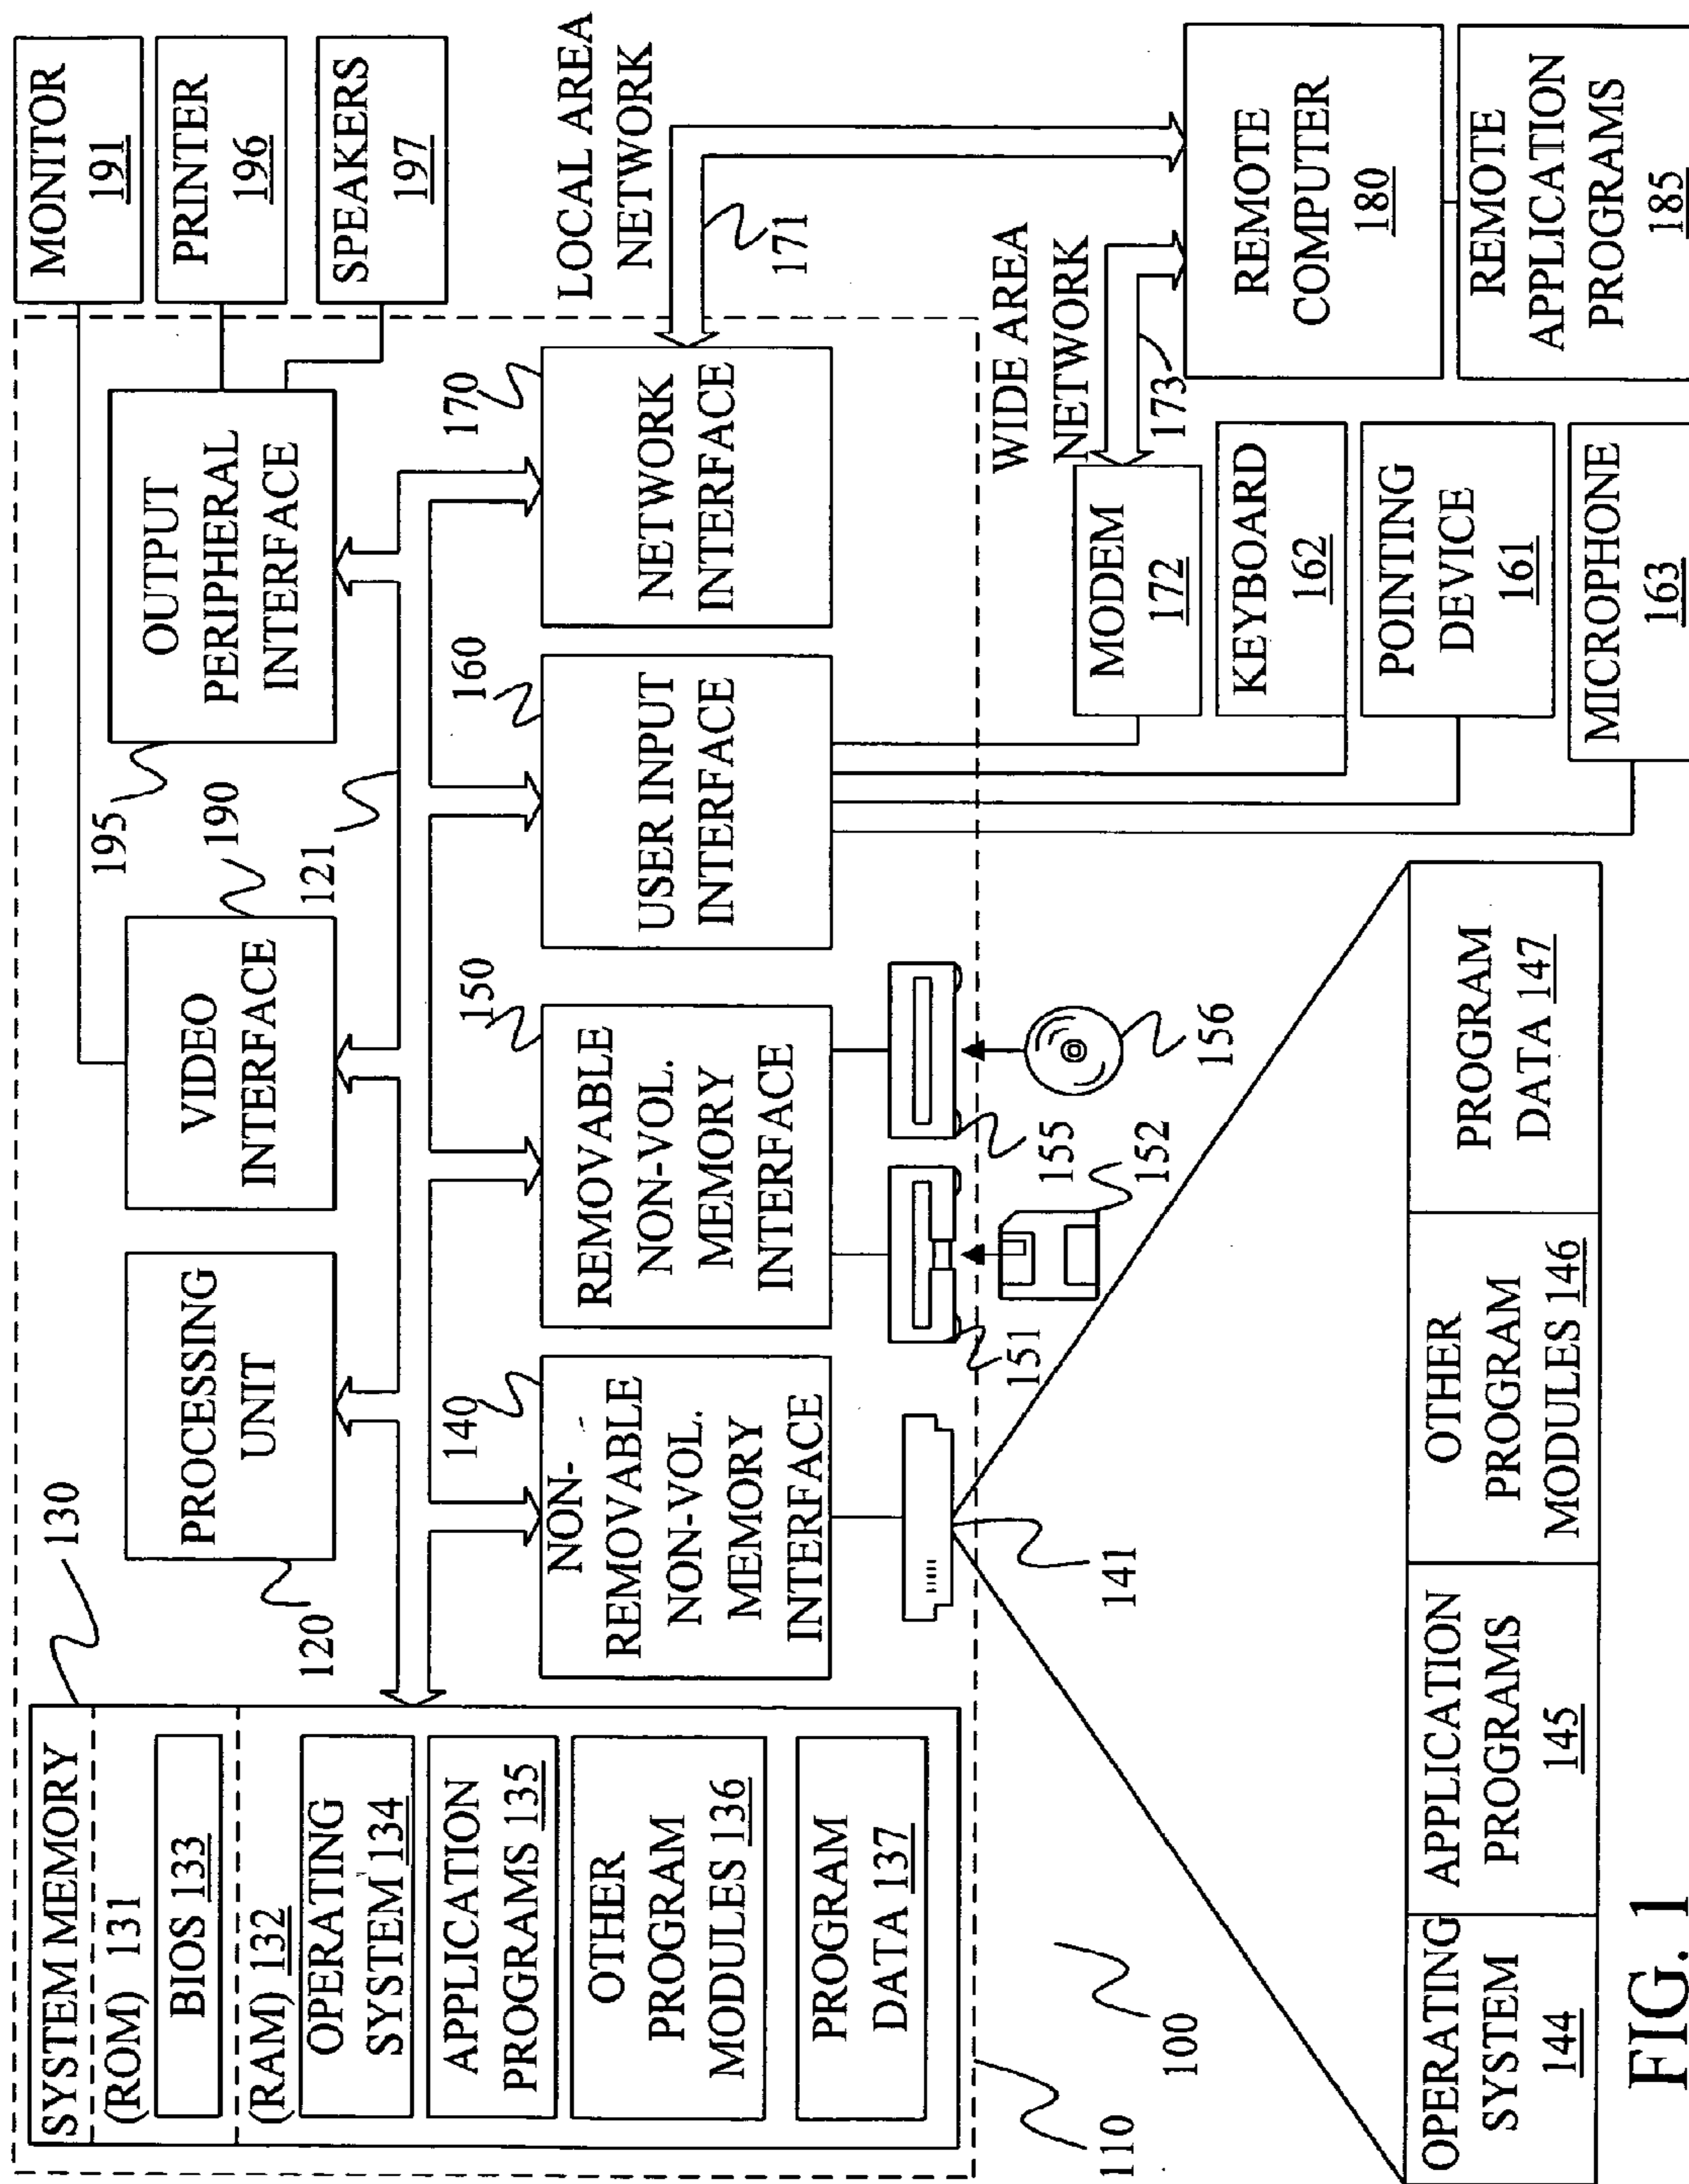 SYSTEM MEMORY
(ROM) 131
BIOS 133
(RAM) 132
OPERATING
SYSTEM 134
APPLICATION
PROGRAMS 135
OTHER
PROGRAM
MODULES 136
PROGRAM
DATA 137
130
120
PROCESSING
UNIT
VIDEO
INTERFACE
190
121
195
OUTPUT
PERIPHERAL
INTERFACE
MONITOR
191
PRINTER
196
SPEAKERS
197
140
NON-
REMOVABLE
NON-VOL.
MEMORY
INTERFACE
150
REMOVABLE
NON-VOL.
MEMORY
INTERFACE
160
USER INPUT
INTERFACE
170
NETWORK
INTERFACE
LOCAL AREA
NETWORK
171
WIDE AREA
NETWORK
173
141
151
152
155
156
MODEM
172
KEYBOARD
162
POINTING
DEVICE
161
MICROPHONE
163
REMOTE
COMPUTER
180
REMOTE
APPLICATION
PROGRAMS
185
110
100
OPERATING
SYSTEM
144
APPLICATION
PROGRAMS
145
OTHER
PROGRAM
MODULES 146
PROGRAM
DATA 147
FIG. 1